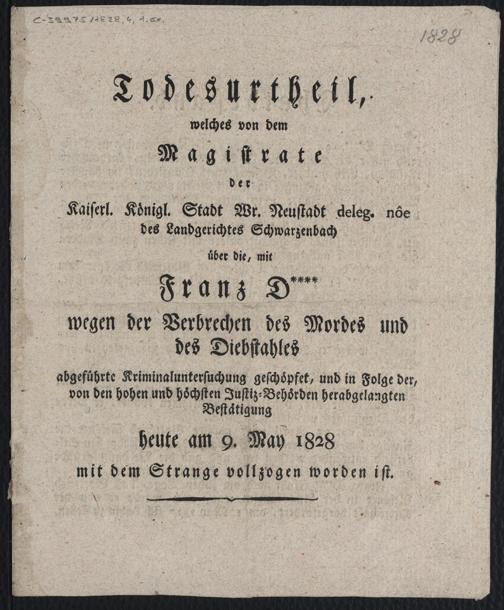 C-38975/1828,4,1.Ex.
1828
Todesurtheil,
welches von dem
Magistrate
der
Kaiserl. Königl. Stadt Wr. Neustadt deleg. nôe
des Landgerichtes Schwarzenbach
über die, mit
Franz D****
wegen der Verbrechen des Mordes und
des Diebstahles
abgeführte Kriminaluntersuchung geschöpfet, und in Folge der,
von den hohen und höchsten Justiz-Behörden herabgelangten
Bestätigung
heute am 9. May 1828
mit dem Strange vollzogen worden ist.